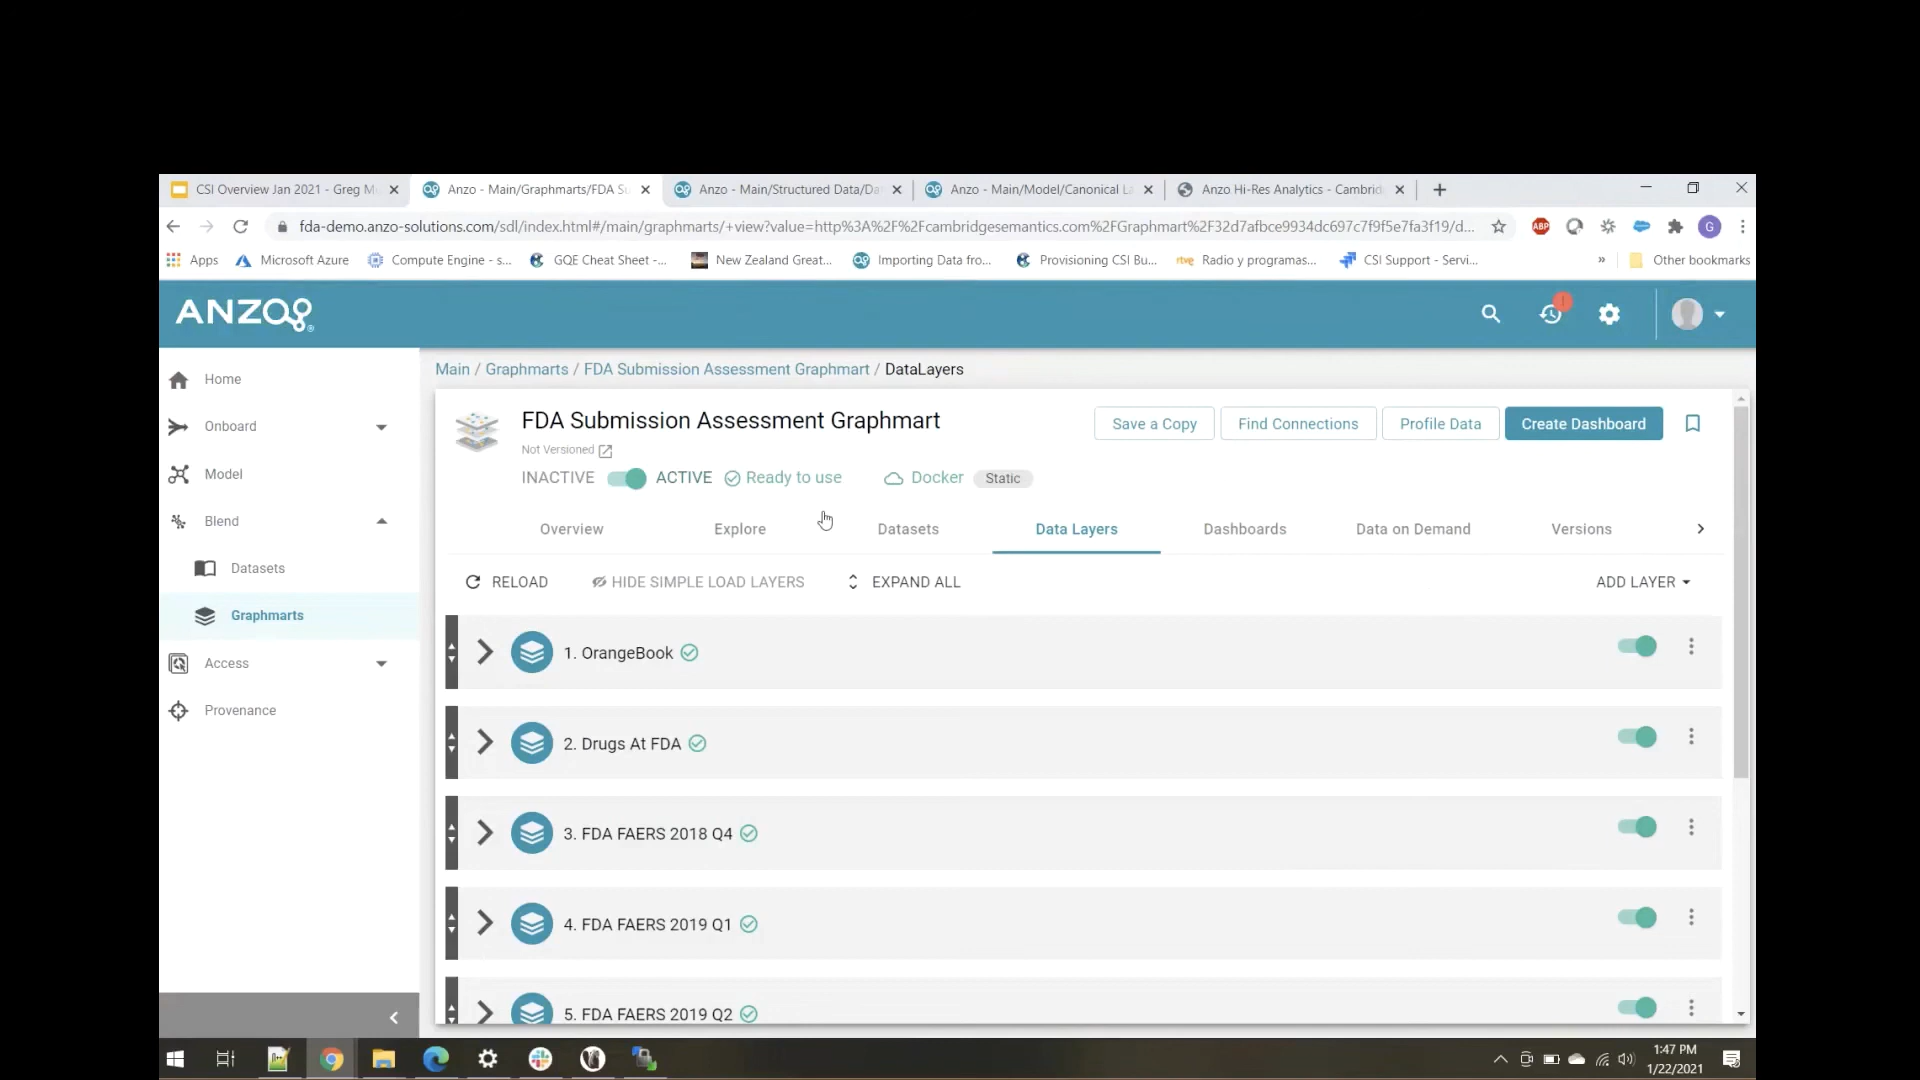 CSI Overview Jan 2021 - Greg M
Anzo - Main/Graphmarts/FDA Su
Anzo - Main/Structured Data/Da
Anzo - Main/Model/Canonical La
Anzo Hi-Res Analytics - Cambrid
fda-demo.anzo-solutions.com/sdl/index.html#/main/graphmarts/+view?value=http%3A%2F%2Fcambridgesemantics.com%2FGraphmart%2F32d7afbce9934dc697c7f9f5e7fa3f19/d...
ABP
G
Apps
Microsoft Azure
Compute Engine - s...
GQE Cheat Sheet -...
New Zealand Great...
Importing Data fro...
Provisioning CSI Bu...
rtve
Radio y programas...
CSI Support - Servi...
»
Other bookmarks
ANZO
!
Home
Onboard
Model
Blend
Datasets
Graphmarts
Access
Provenance
Main / Graphmarts / FDA Submission Assessment Graphmart / DataLayers
FDA Submission Assessment Graphmart
Not Versioned
Save a Copy
Find Connections
Profile Data
Create Dashboard
INACTIVE
ACTIVE
Ready to use
Docker
Static
Overview
Explore
Datasets
Data Layers
Dashboards
Data on Demand
Versions
RELOAD
HIDE SIMPLE LOAD LAYERS
EXPAND ALL
ADD LAYER
1. OrangeBook
2. Drugs At FDA
3. FDA FAERS 2018 Q4
4. FDA FAERS 2019 Q1
5. FDA FAERS 2019 Q2
1:47 PM
1/22/2021